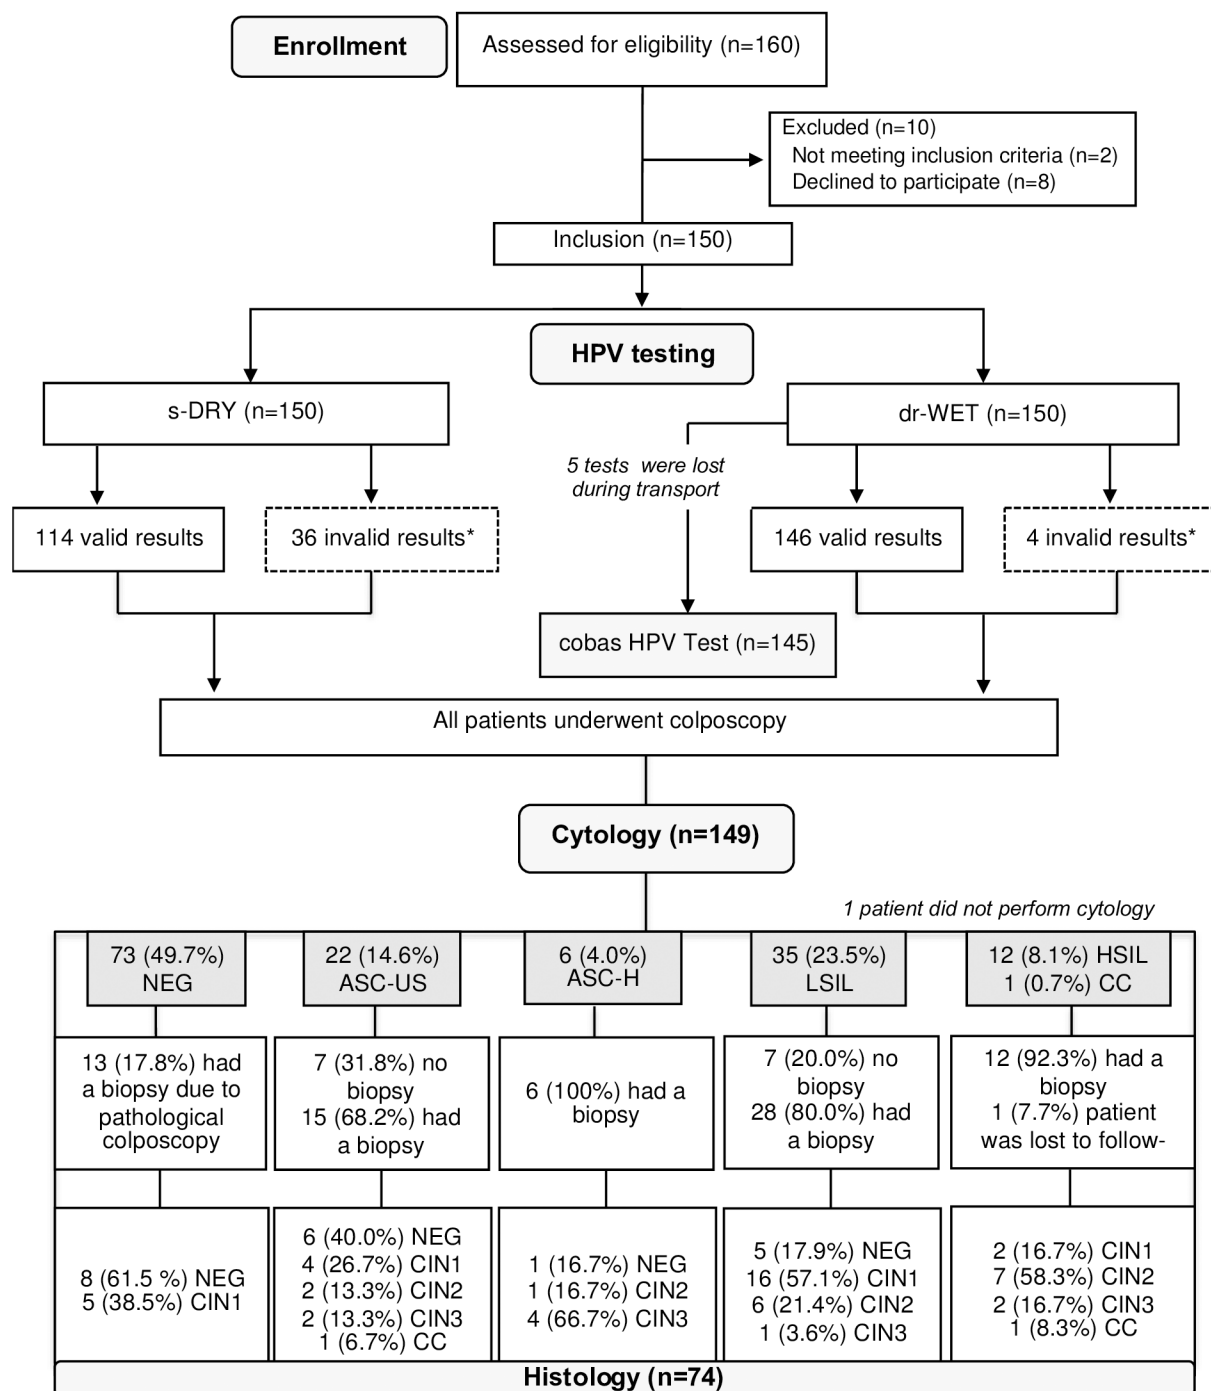 Enrollment
Assessed for eligibility (n=160)
Excluded (n=10)
Not meeting inclusion criteria (n=2)
Declined to participate (n=8)
Inclusion (n=150)
HPV testing
s-DRY (n=150)
dr-WET (n=150)
5 tests were lost
during transport
114 valid results
36 invalid results*
146 valid results
4 invalid results*
cobas HPV Test (n=145)
All patients underwent colposcopy
Cytology (n=149)
1 patient did not perform cytology
73 (49.7%)
NEG
22 (14.6%)
ASC-US
6 (4.0%)
ASC-H
35 (23.5%)
LSIL
12 (8.1%) HSIL
1 (0.7%) CC
13 (17.8%) had
a biopsy due to
pathological
colposcopy
7 (31.8%) no
biopsy
15 (68.2%) had
a biopsy
6 (100%) had a
biopsy
7 (20.0%) no
biopsy
28 (80.0%) had
a biopsy
12 (92.3%) had a
biopsy
1 (7.7%) patient
was lost to follow-
8 (61.5 %) NEG
5 (38.5%) CIN1
6 (40.0%) NEG
4 (26.7%) CIN1
2 (13.3%) CIN2
2 (13.3%) CIN3
1 (6.7%) CC
1 (16.7%) NEG
1 (16.7%) CIN2
4 (66.7%) CIN3
5 (17.9%) NEG
16 (57.1%) CIN1
6 (21.4%) CIN2
1 (3.6%) CIN3
2 (16.7%) CIN1
7 (58.3%) CIN2
2 (16.7%) CIN3
1 (8.3%) CC
Histology (n=74)